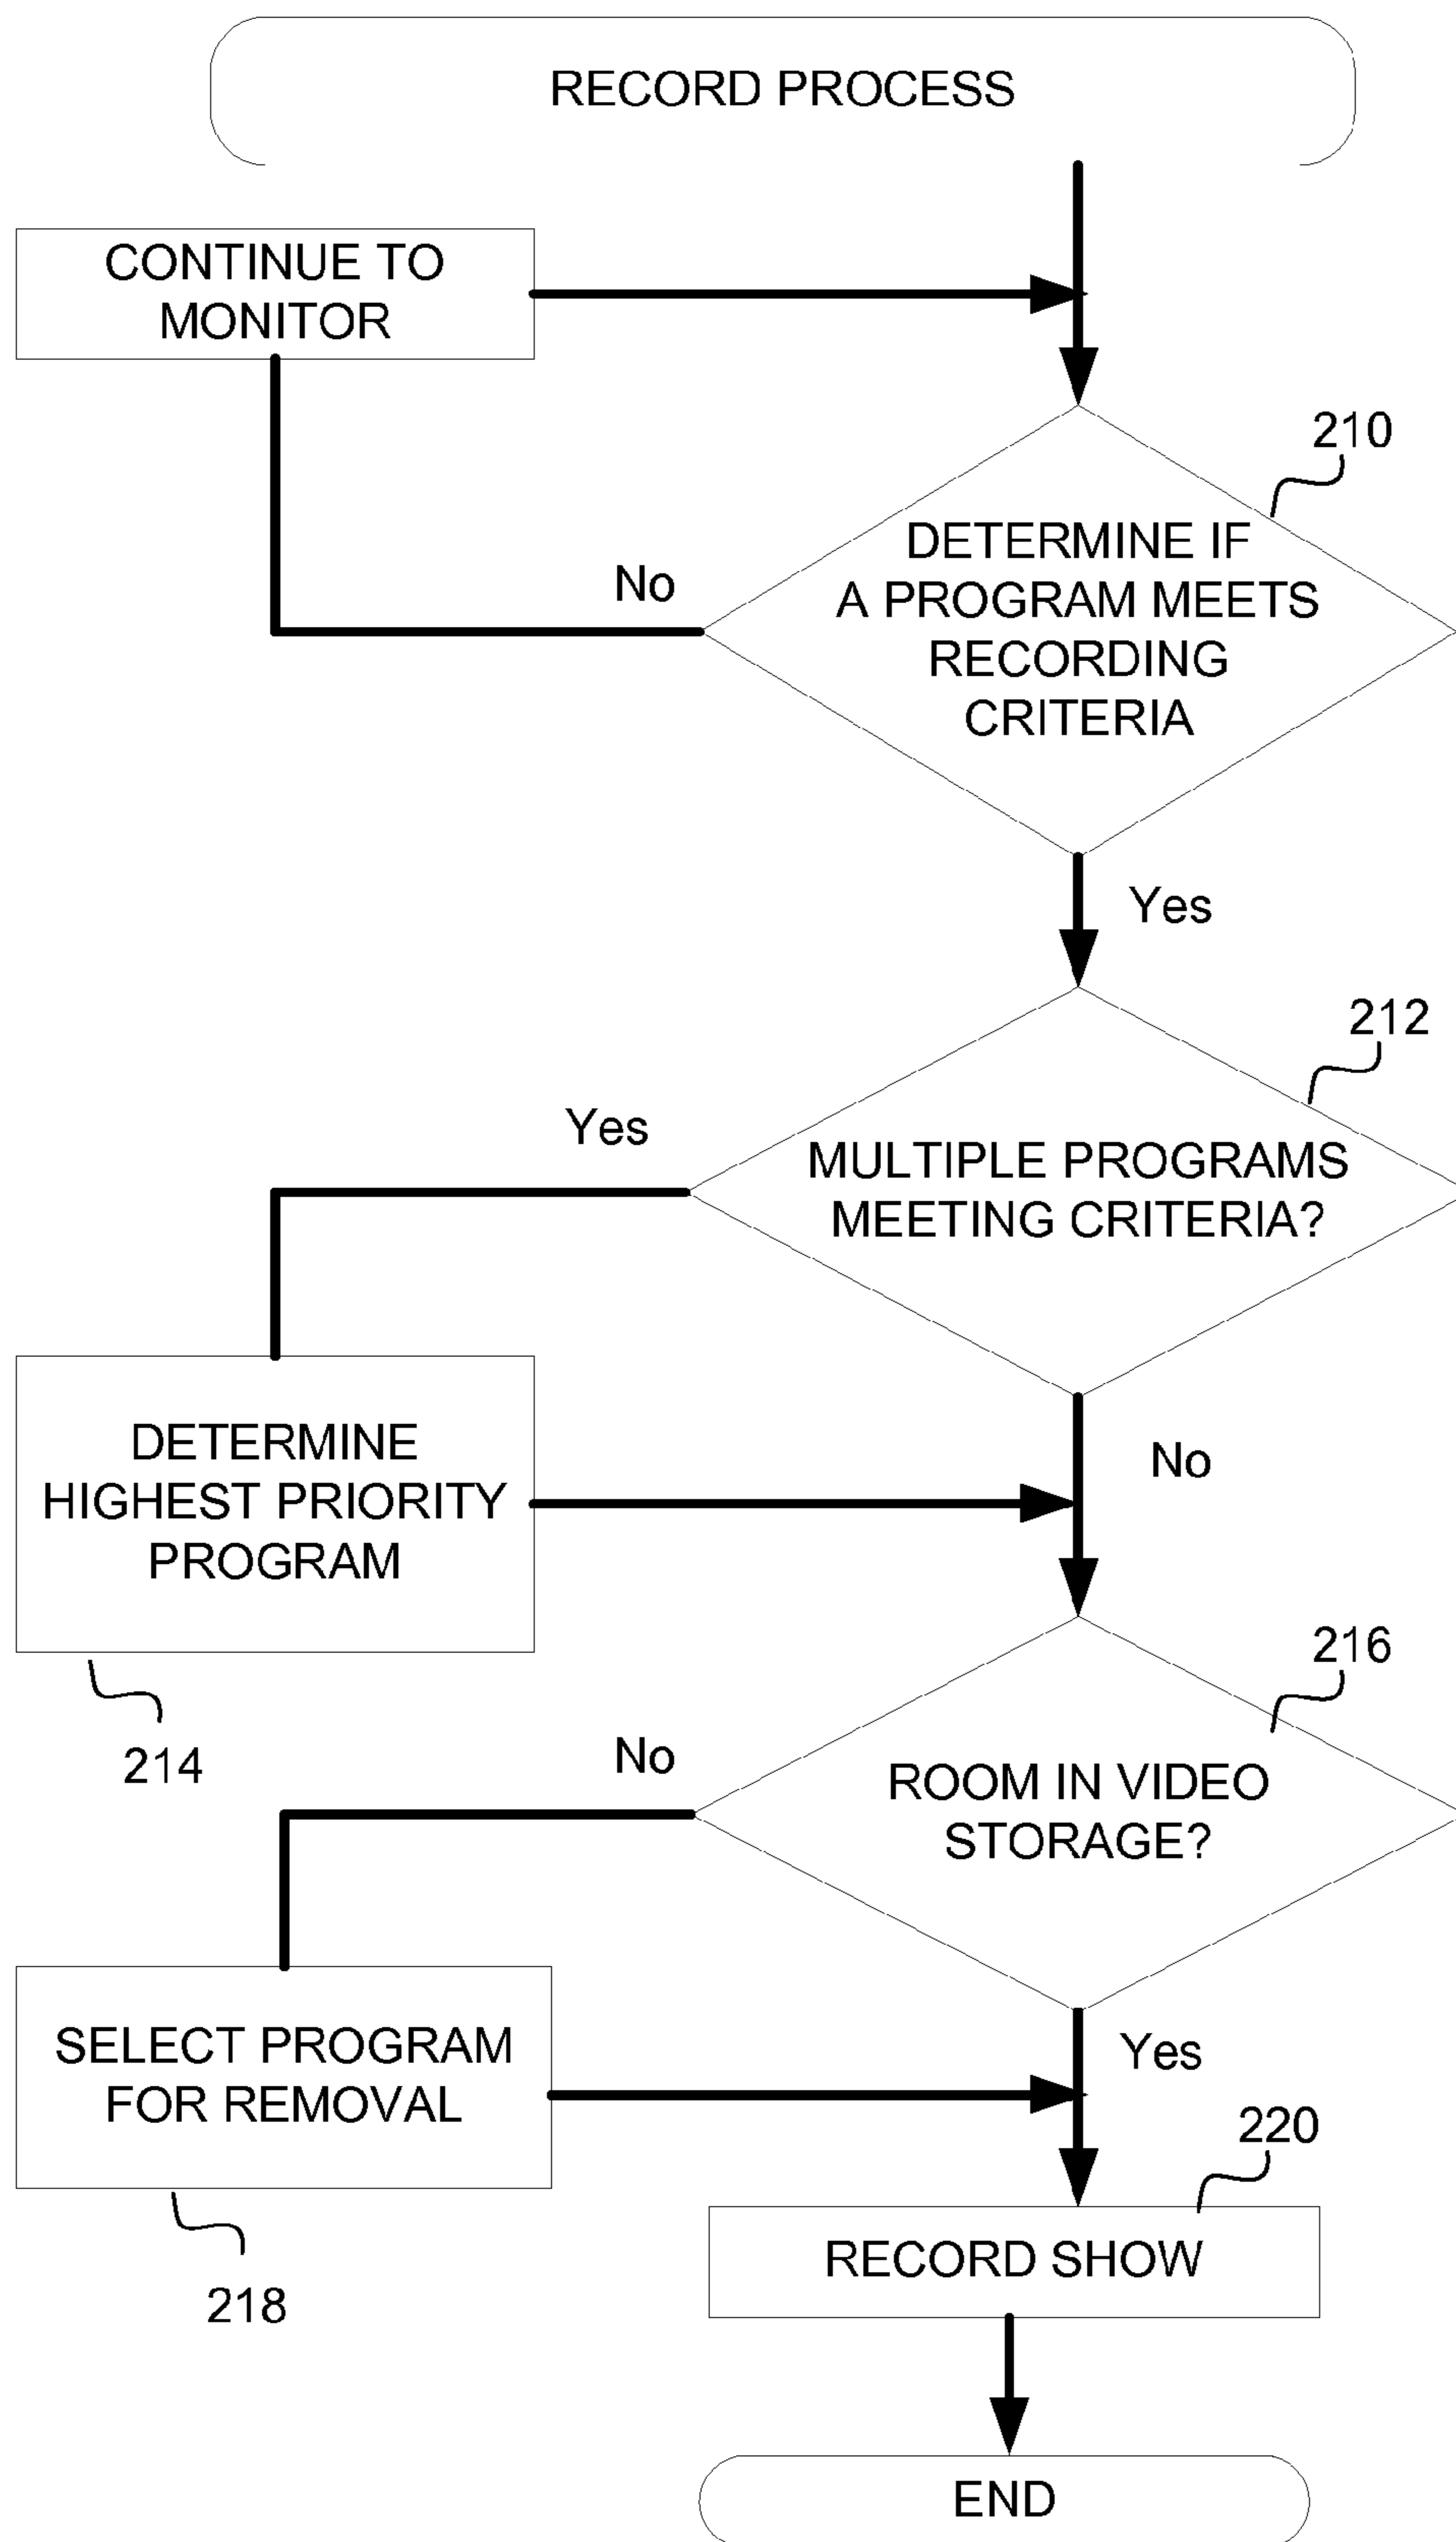 RECORD PROCESS
CONTINUE TO
MONITOR
210
DETERMINE IF
A PROGRAM MEETS
RECORDING
CRITERIA
No
Yes
212
Yes
MULTIPLE PROGRAMS
MEETING CRITERIA?
DETERMINE
HIGHEST PRIORITY
PROGRAM
No
214
216
No
ROOM IN VIDEO
STORAGE?
SELECT PROGRAM
FOR REMOVAL
Yes
218
220
RECORD SHOW
END